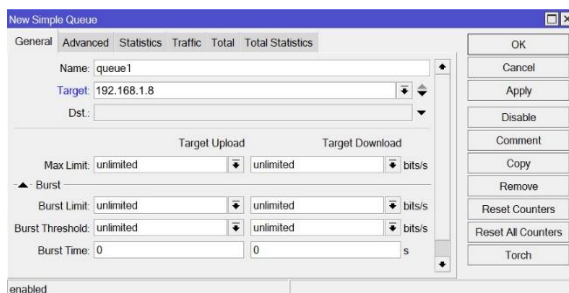 New Simple Queue
General Advanced Statistics Traffic Total Total Statistics
Name: queue1
Target: 192.168.1.8
Dst.:
Target Upload Target Download
Max Limit: unlimited unlimited bits/s
Burst
Burst Limit: unlimited unlimited bits/s
Burst Threshold: unlimited unlimited bits/s
Burst Time: 0 0 s
OK
Cancel
Apply
Disable
Comment
Copy
Remove
Reset Counters
Reset All Counters
Torch
enabled